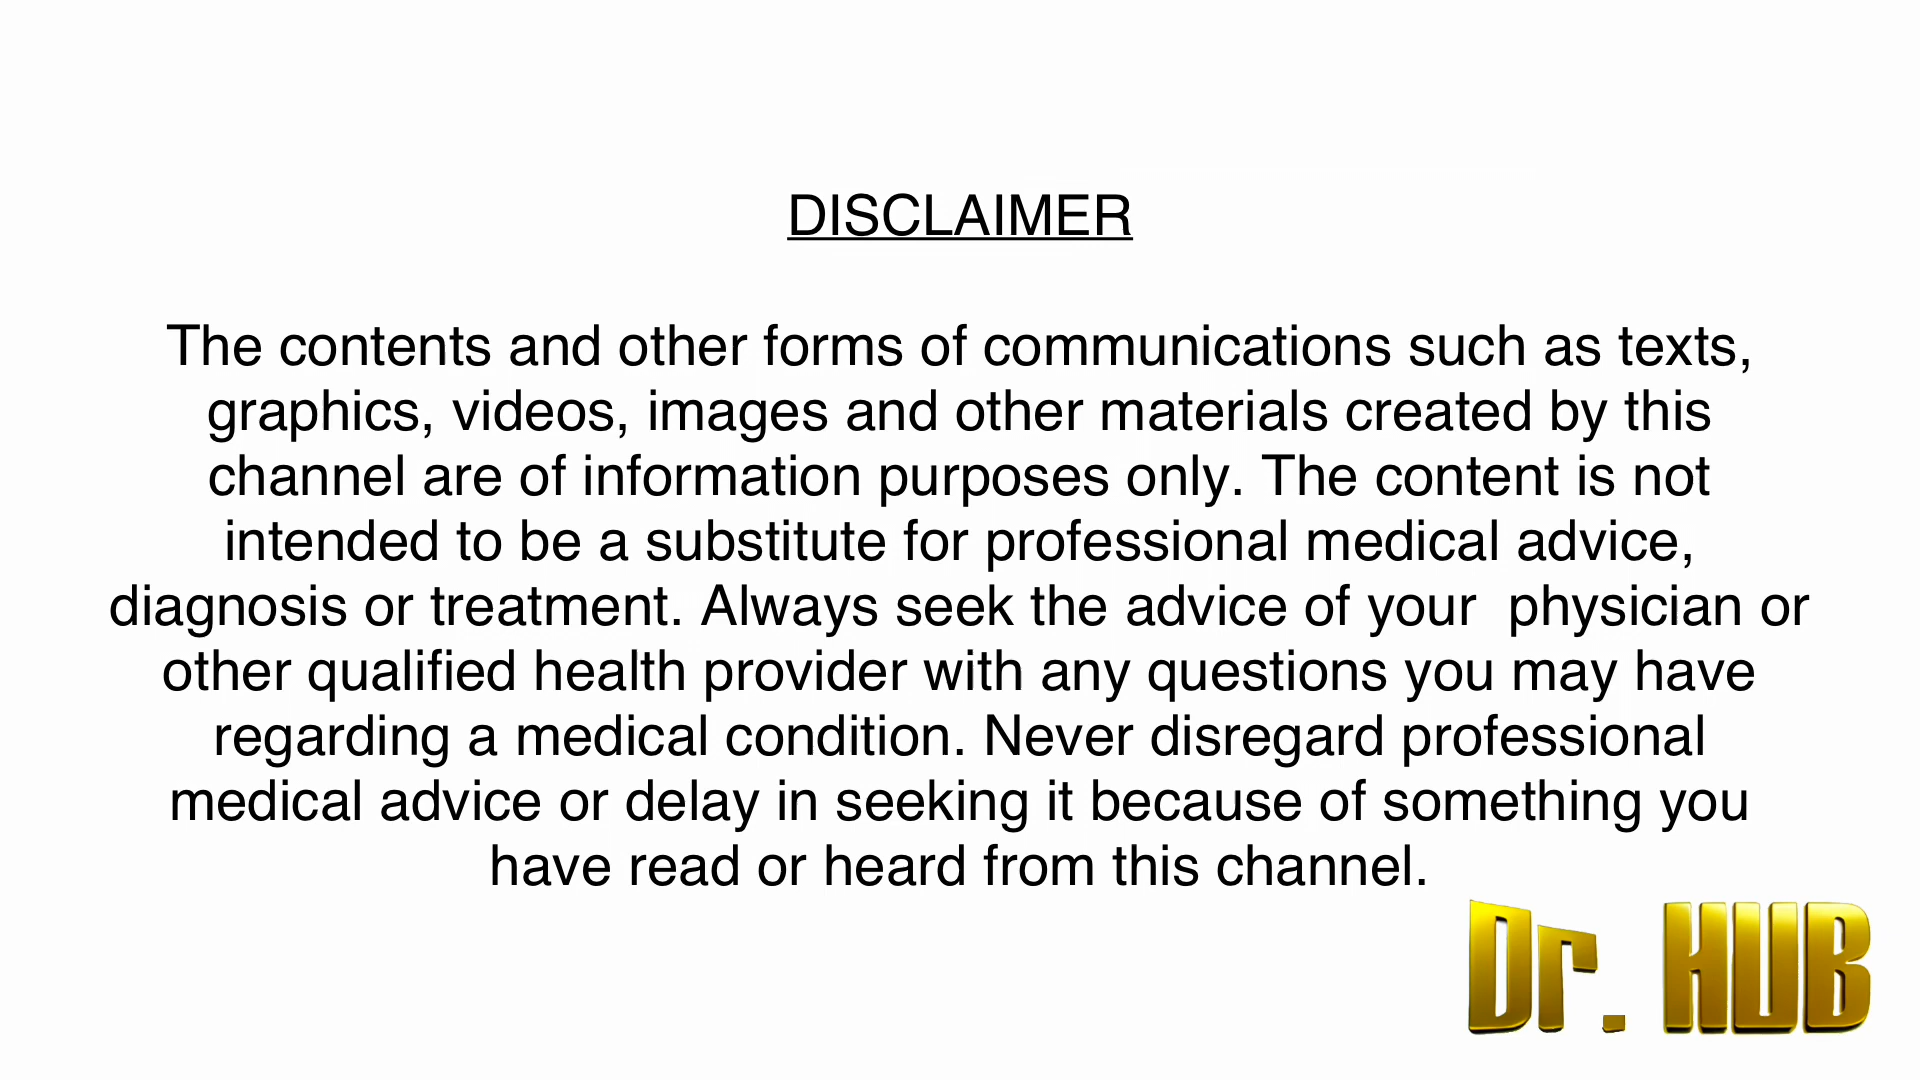 DISCLAIMER
The contents and other forms of communications such as texts,
graphics, videos, images and other materials created by this
channel are of information purposes only. The content is not
intended to be a substitute for professional medical advice,
diagnosis or treatment. Always seek the advice of your  physician or
other qualified health provider with any questions you may have
regarding a medical condition. Never disregard professional
medical advice or delay in seeking it because of something you
have read or heard from this channel.
Dr. HUB